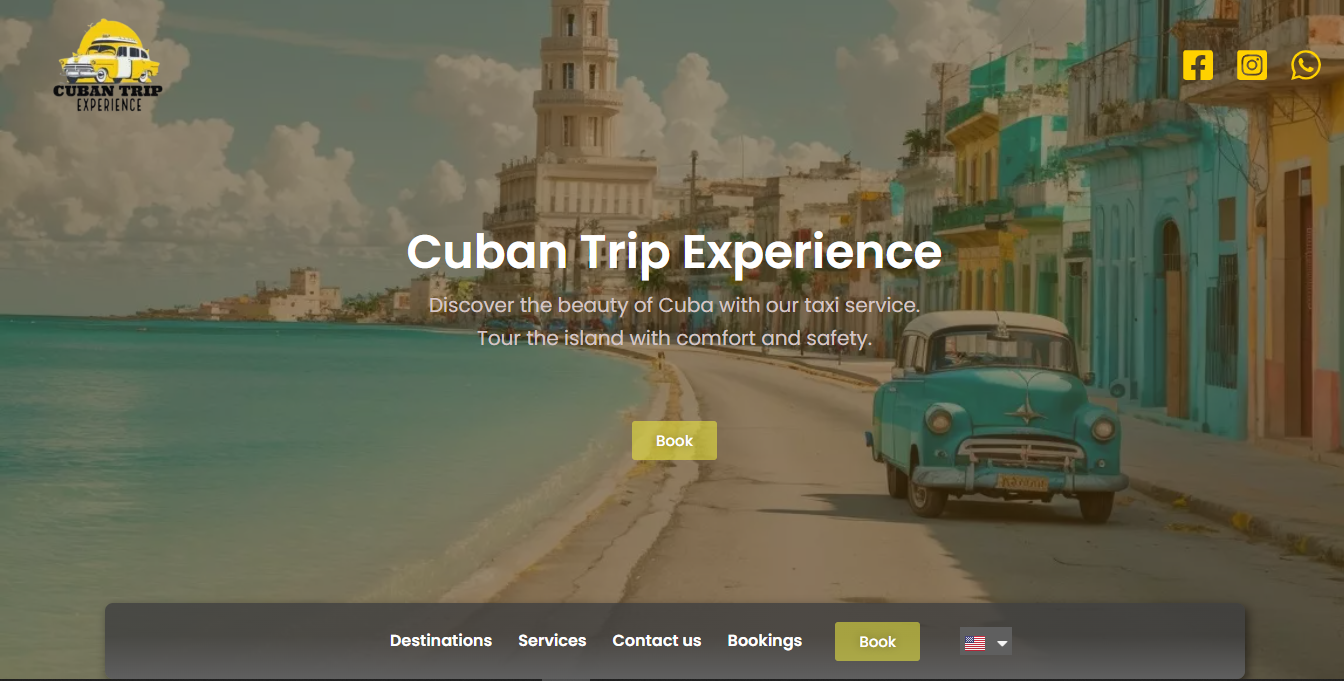 CUBAN TRIP
EXPERIENCE
Cuban Trip Experience
Discover the beauty of Cuba with our taxi service.
Tour the island with comfort and safety.
Book
Destinations Services Contact us Bookings Book